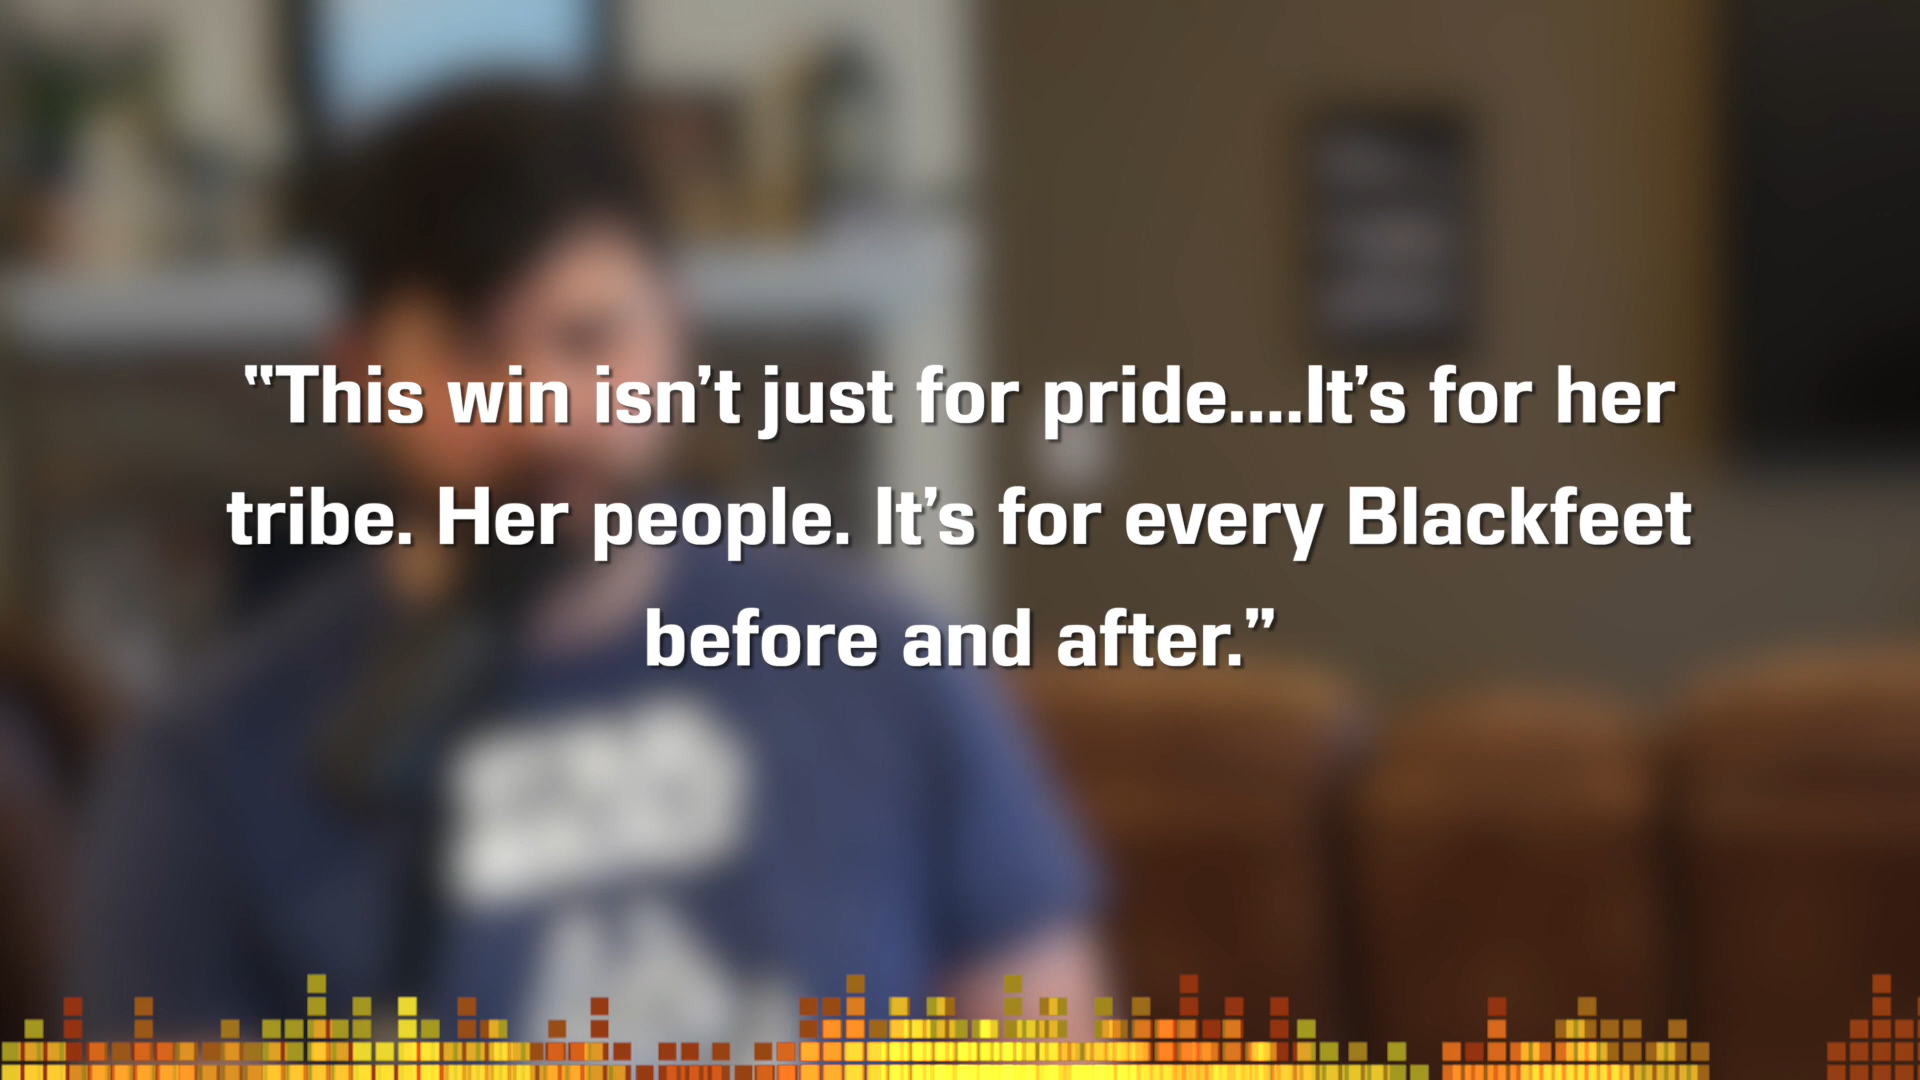 "This win isn't just for pride....It's for her
tribe. Her people. It's for every Blackfeet
before and after."